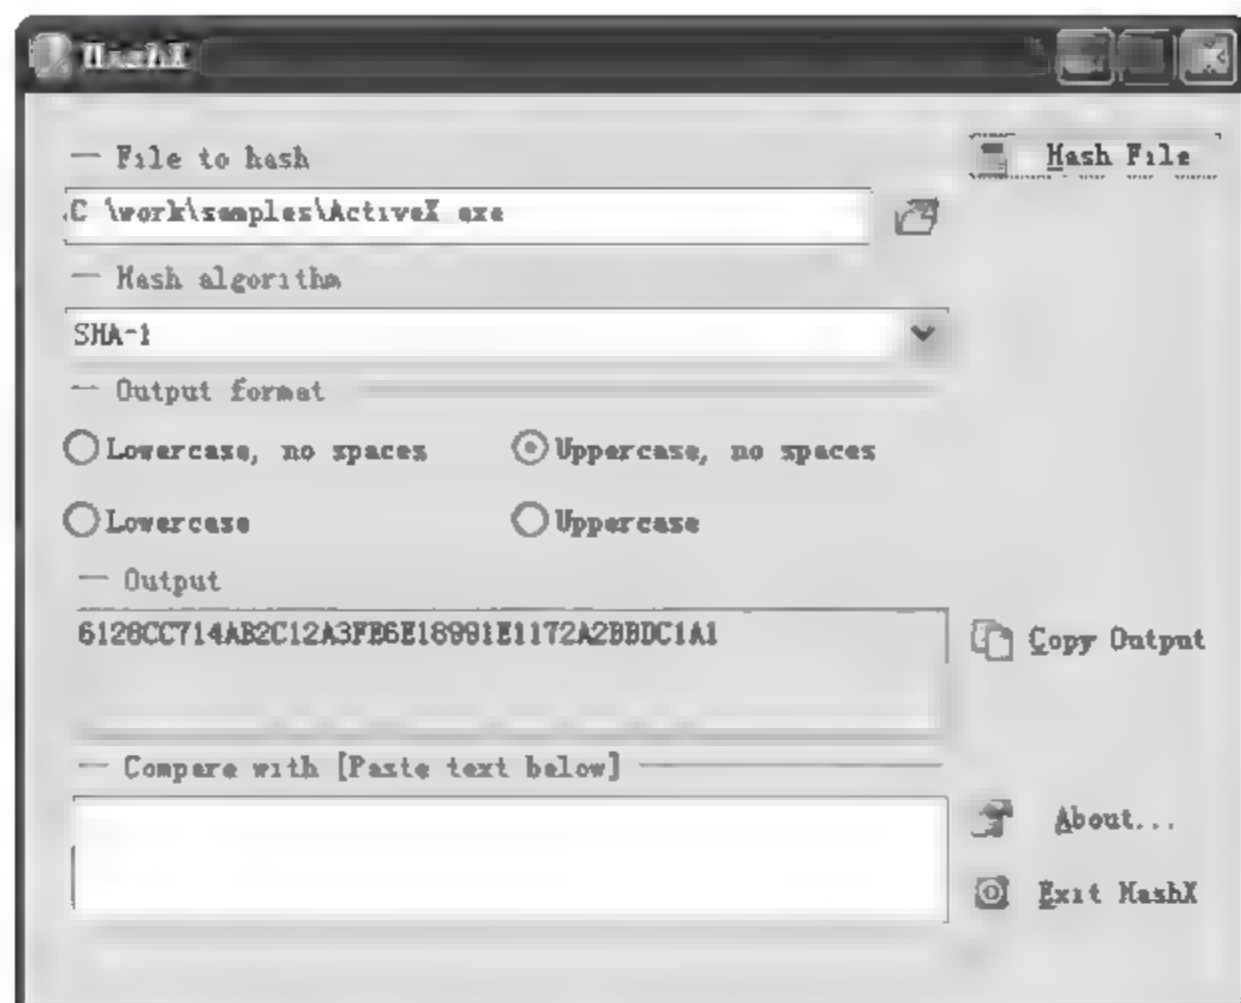 HashX
File to hash
Hash File
C \work\samples\ActiveX exe
Hash algorithm
SHA-1
Output format
Lowercase, no spaces
Uppercase, no spaces
Lowercase
Uppercase
Output
6128CC714AB2C12A3FB6E18991E1172A2BBDC1A1
Copy Output
Compare with [Paste text below]
About...
Exit HashX